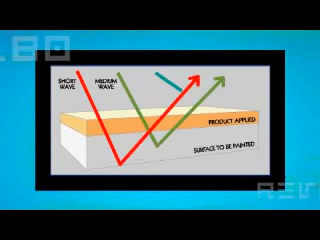 SHORT
WAVE
MEDIUM
WAVE
PRODUCT APPLIED
SURFACE TO BE PAINTED